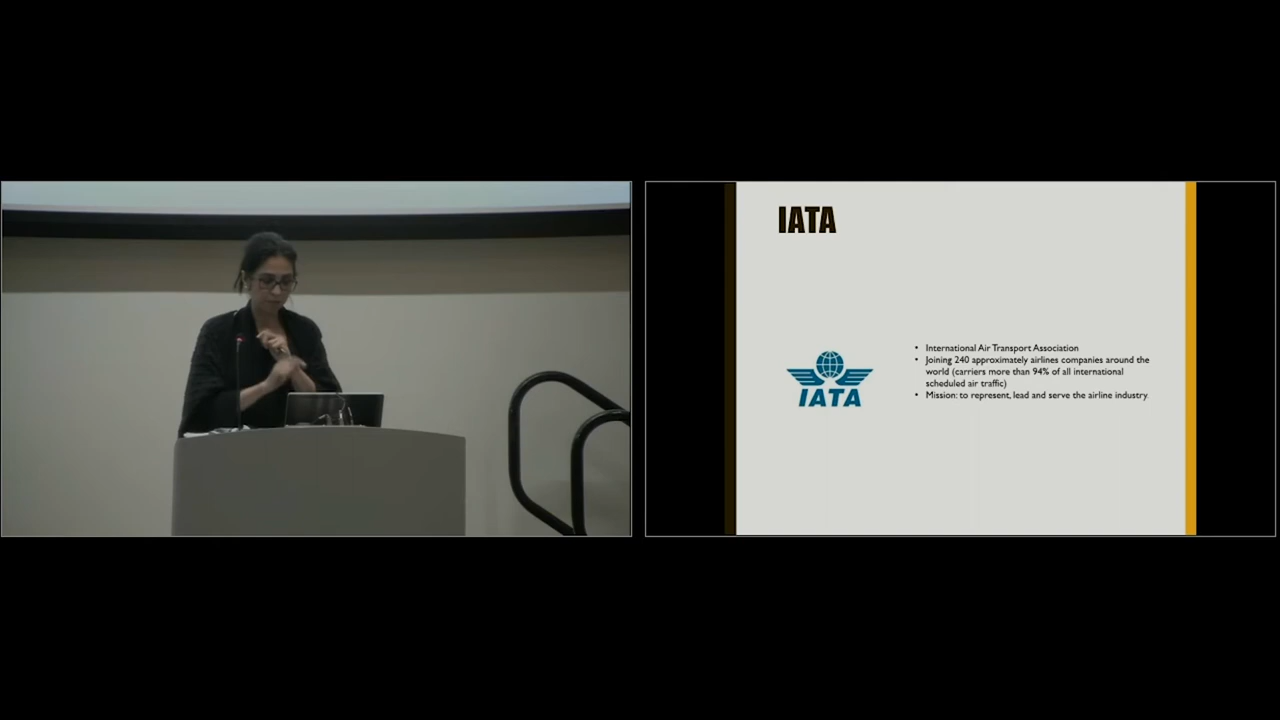 IATA
IATA
• International Air Transport Association
• Joining 240 approximately airlines companies around the
world (carriers more than 94% of all international
scheduled air traffic)
• Mission: to represent, lead and serve the airline industry.